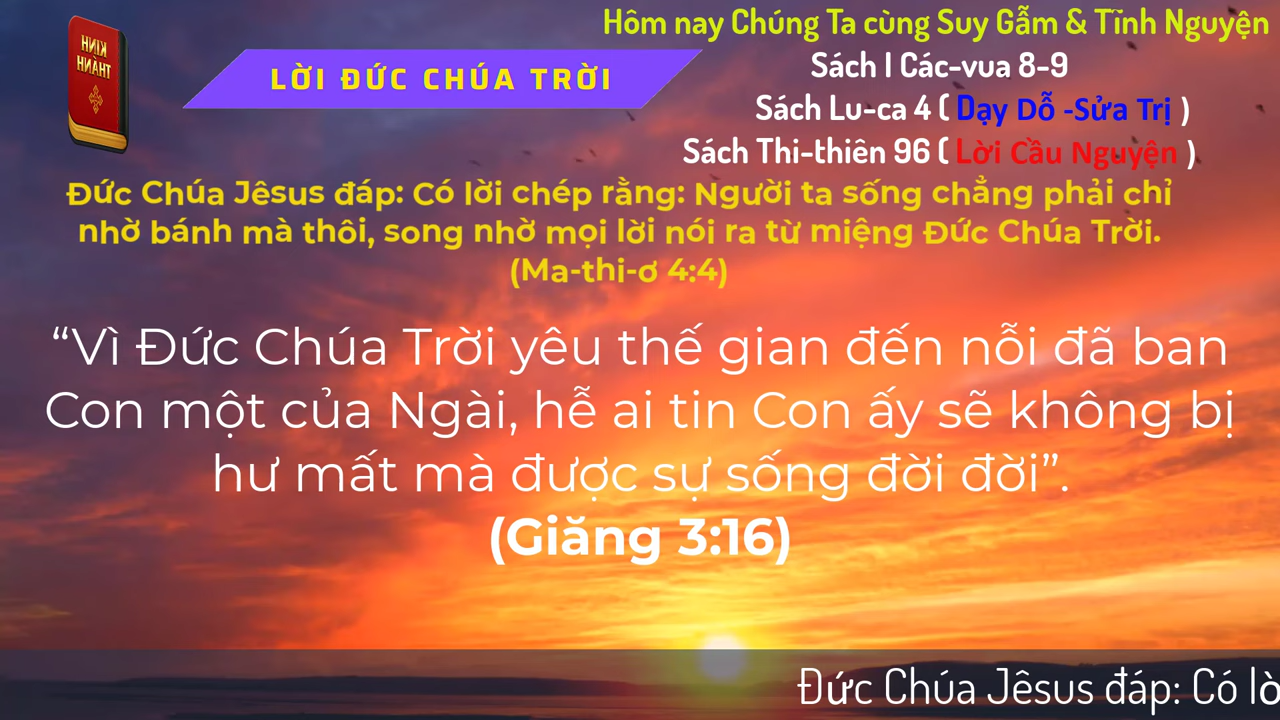 Hôm nay Chúng Ta cùng Suy Gẫm & Tĩnh Nguyện
Sách I Các-vua 8-9
Sách Lu-ca 4 ( Dạy Dỗ -Sửa Trị )
Sách Thi-thiên 96 ( Lời Cầu Nguyện )
KINH
THÁNH
LỜI ĐỨC CHÚA TRỜI
Đức Chúa Jêsus đáp: Có lời chép rằng: Người ta sống chẳng phải chỉ
nhờ bánh mà thôi, song nhờ mọi lời nói ra từ miệng Đức Chúa Trời.
(Ma-thi-ơ 4:4)
“Vì Đức Chúa Trời yêu thế gian đến nỗi đã ban
Con một của Ngài, hễ ai tin Con ấy sẽ không bị
hư mất mà được sự sống đời đời”.
(Giăng 3:16)
Đức Chúa Jêsus đáp: Có lờ